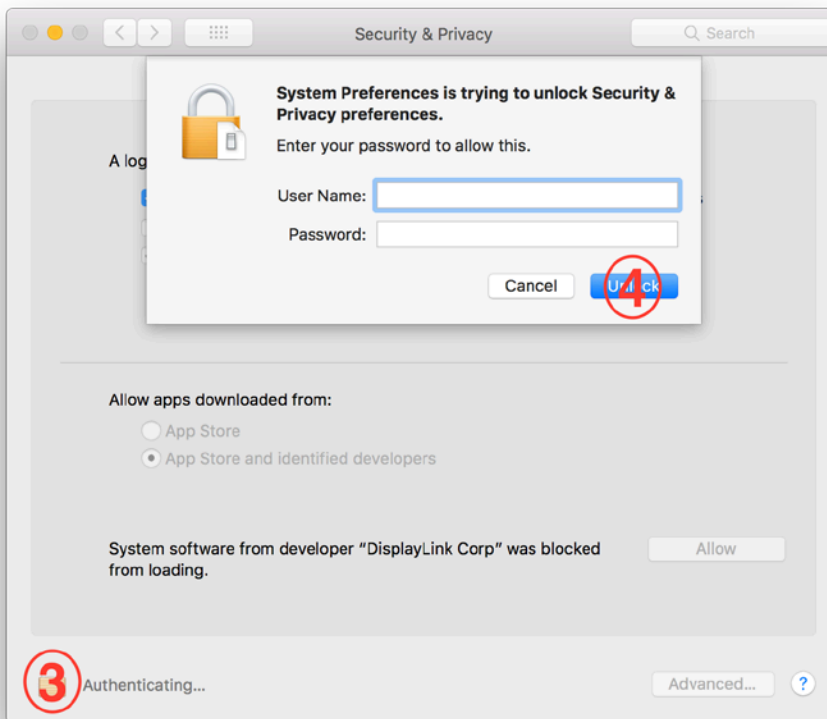 Security & Privacy
Search
System Preferences is trying to unlock Security &
Privacy preferences.
Enter your password to allow this.
A log
s
User Name:
Password:
Cancel
Unlock
4
Allow apps downloaded from:
App Store
App Store and identified developers
System software from developer “DisplayLink Corp” was blocked
from loading.
Allow
3
Authenticating...
Advanced...
?